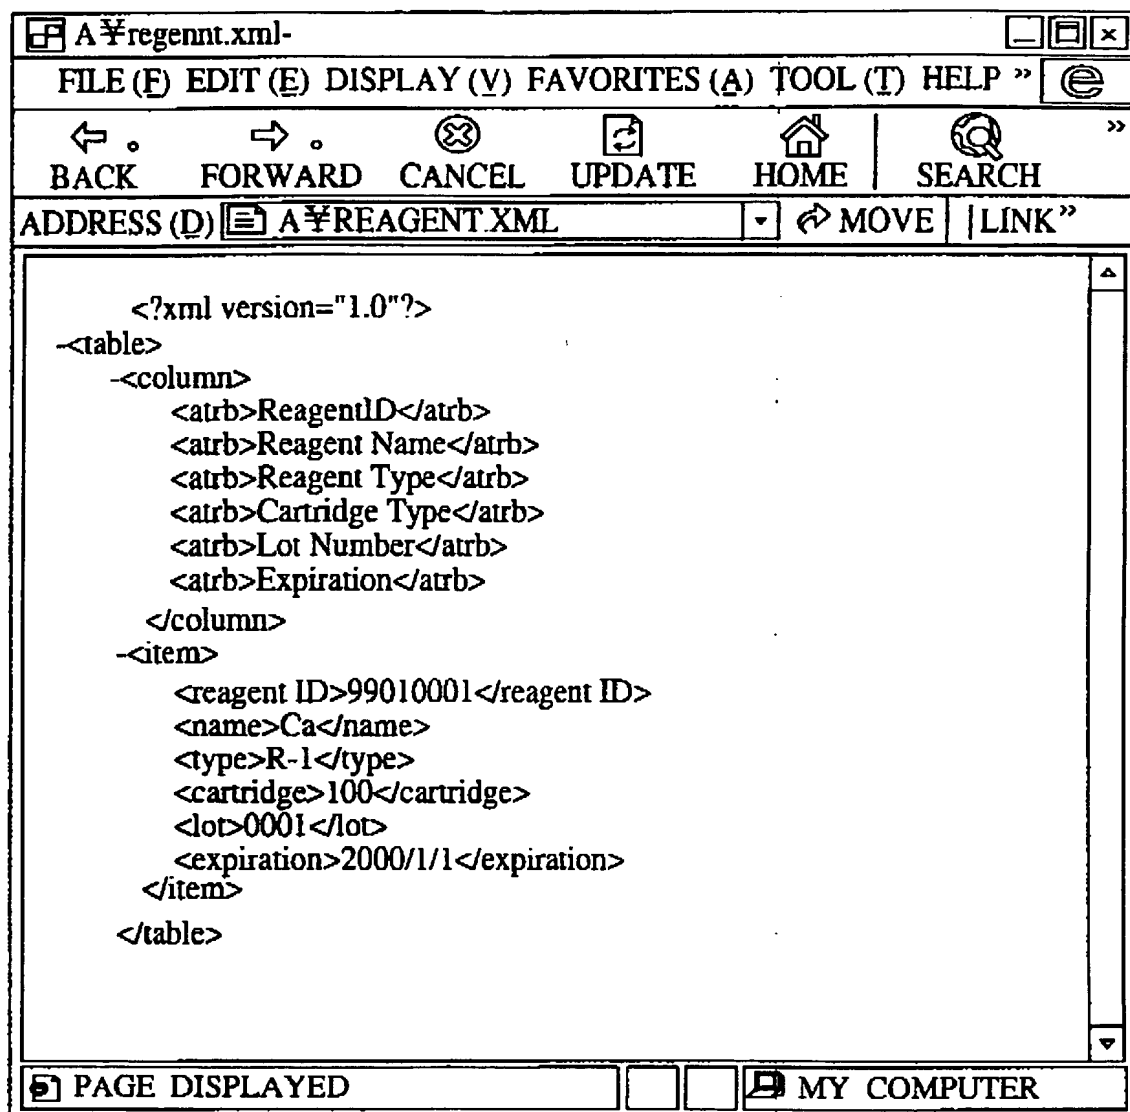 A¥regennt.xml-
FILE (F) EDIT (E) DISPLAY (V) FAVORITES (A) TOOL (T) HELP »
BACK FORWARD CANCEL UPDATE HOME SEARCH »
ADDRESS (D) A¥REAGENT.XML MOVE LINK»
<?xml version="1.0"?>
-<table>
-<column>
<atrb>ReagentID</atrb>
<atrb>Reagent Name</atrb>
<atrb>Reagent Type</atrb>
<atrb>Cartridge Type</atrb>
<atrb>Lot Number</atrb>
<atrb>Expiration</atrb>
</column>
-<item>
<reagent ID>99010001</reagent ID>
<name>Ca</name>
<type>R-1</type>
<cartridge>100</cartridge>
<lot>0001</lot>
<expiration>2000/1/1</expiration>
</item>
</table>
PAGE DISPLAYED MY COMPUTER